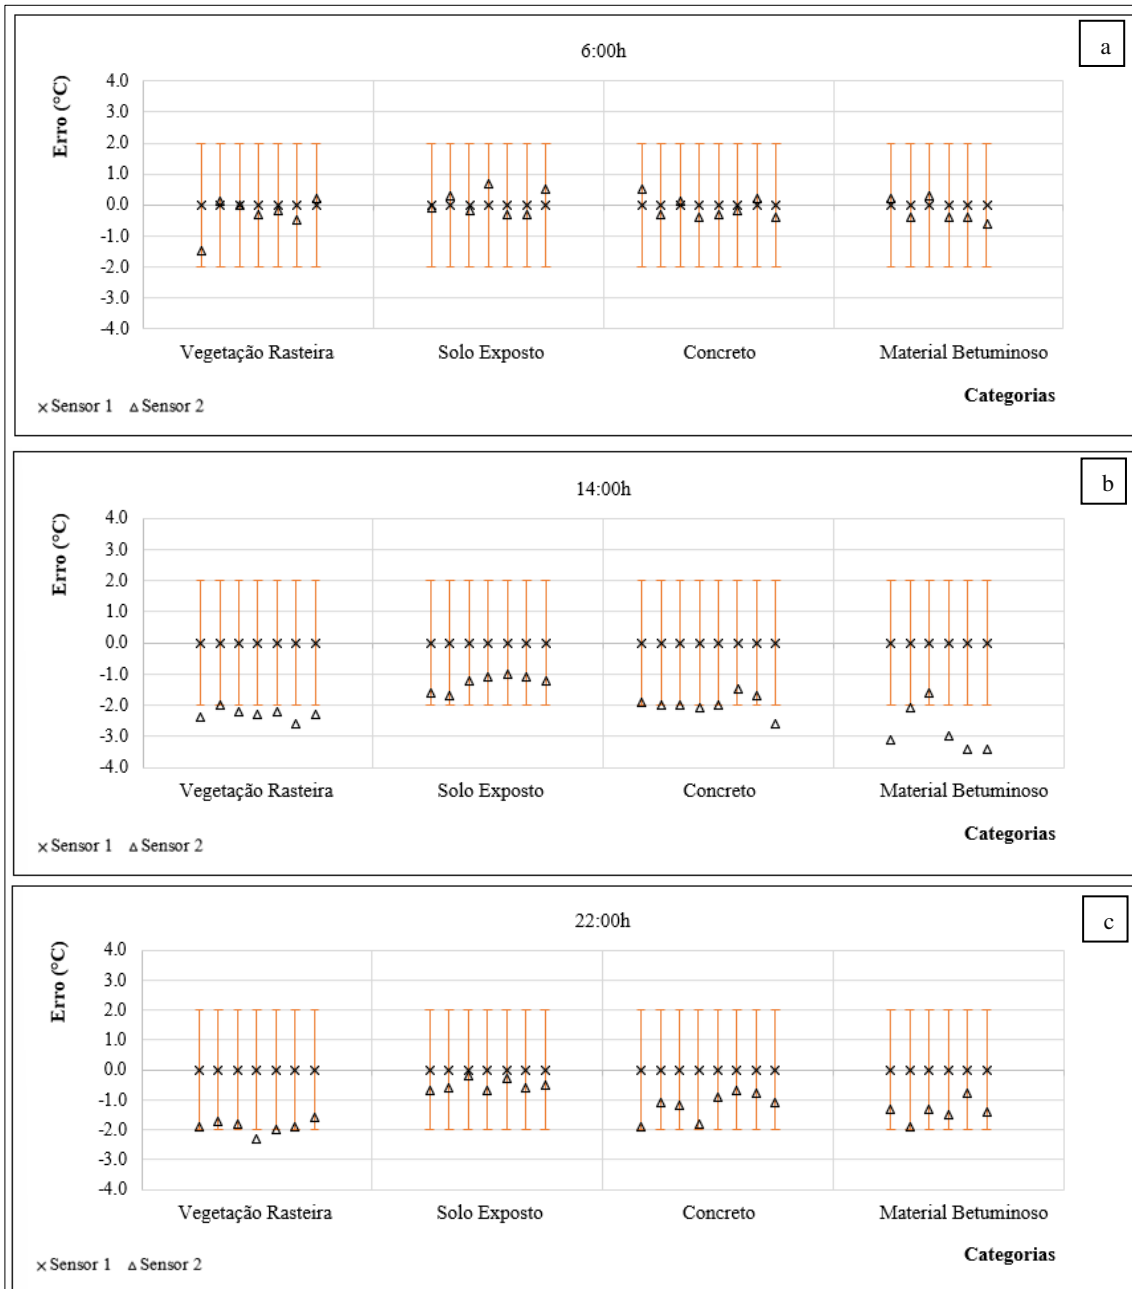 a
6:00h
Erro (°C)
4.0
3.0
2.0
1.0
0.0
-1.0
-2.0
-3.0
-4.0
Vegetação Rasteira
Solo Exposto
Concreto
Material Betuminoso
Categorias
× Sensor 1 ▵ Sensor 2
b
14:00h
Erro (°C)
4.0
3.0
2.0
1.0
0.0
-1.0
-2.0
-3.0
-4.0
Vegetação Rasteira
Solo Exposto
Concreto
Material Betuminoso
Categorias
× Sensor 1 ▵ Sensor 2
c
22:00h
Erro (°C)
4.0
3.0
2.0
1.0
0.0
-1.0
-2.0
-3.0
-4.0
Vegetação Rasteira
Solo Exposto
Concreto
Material Betuminoso
Categorias
× Sensor 1 ▵ Sensor 2